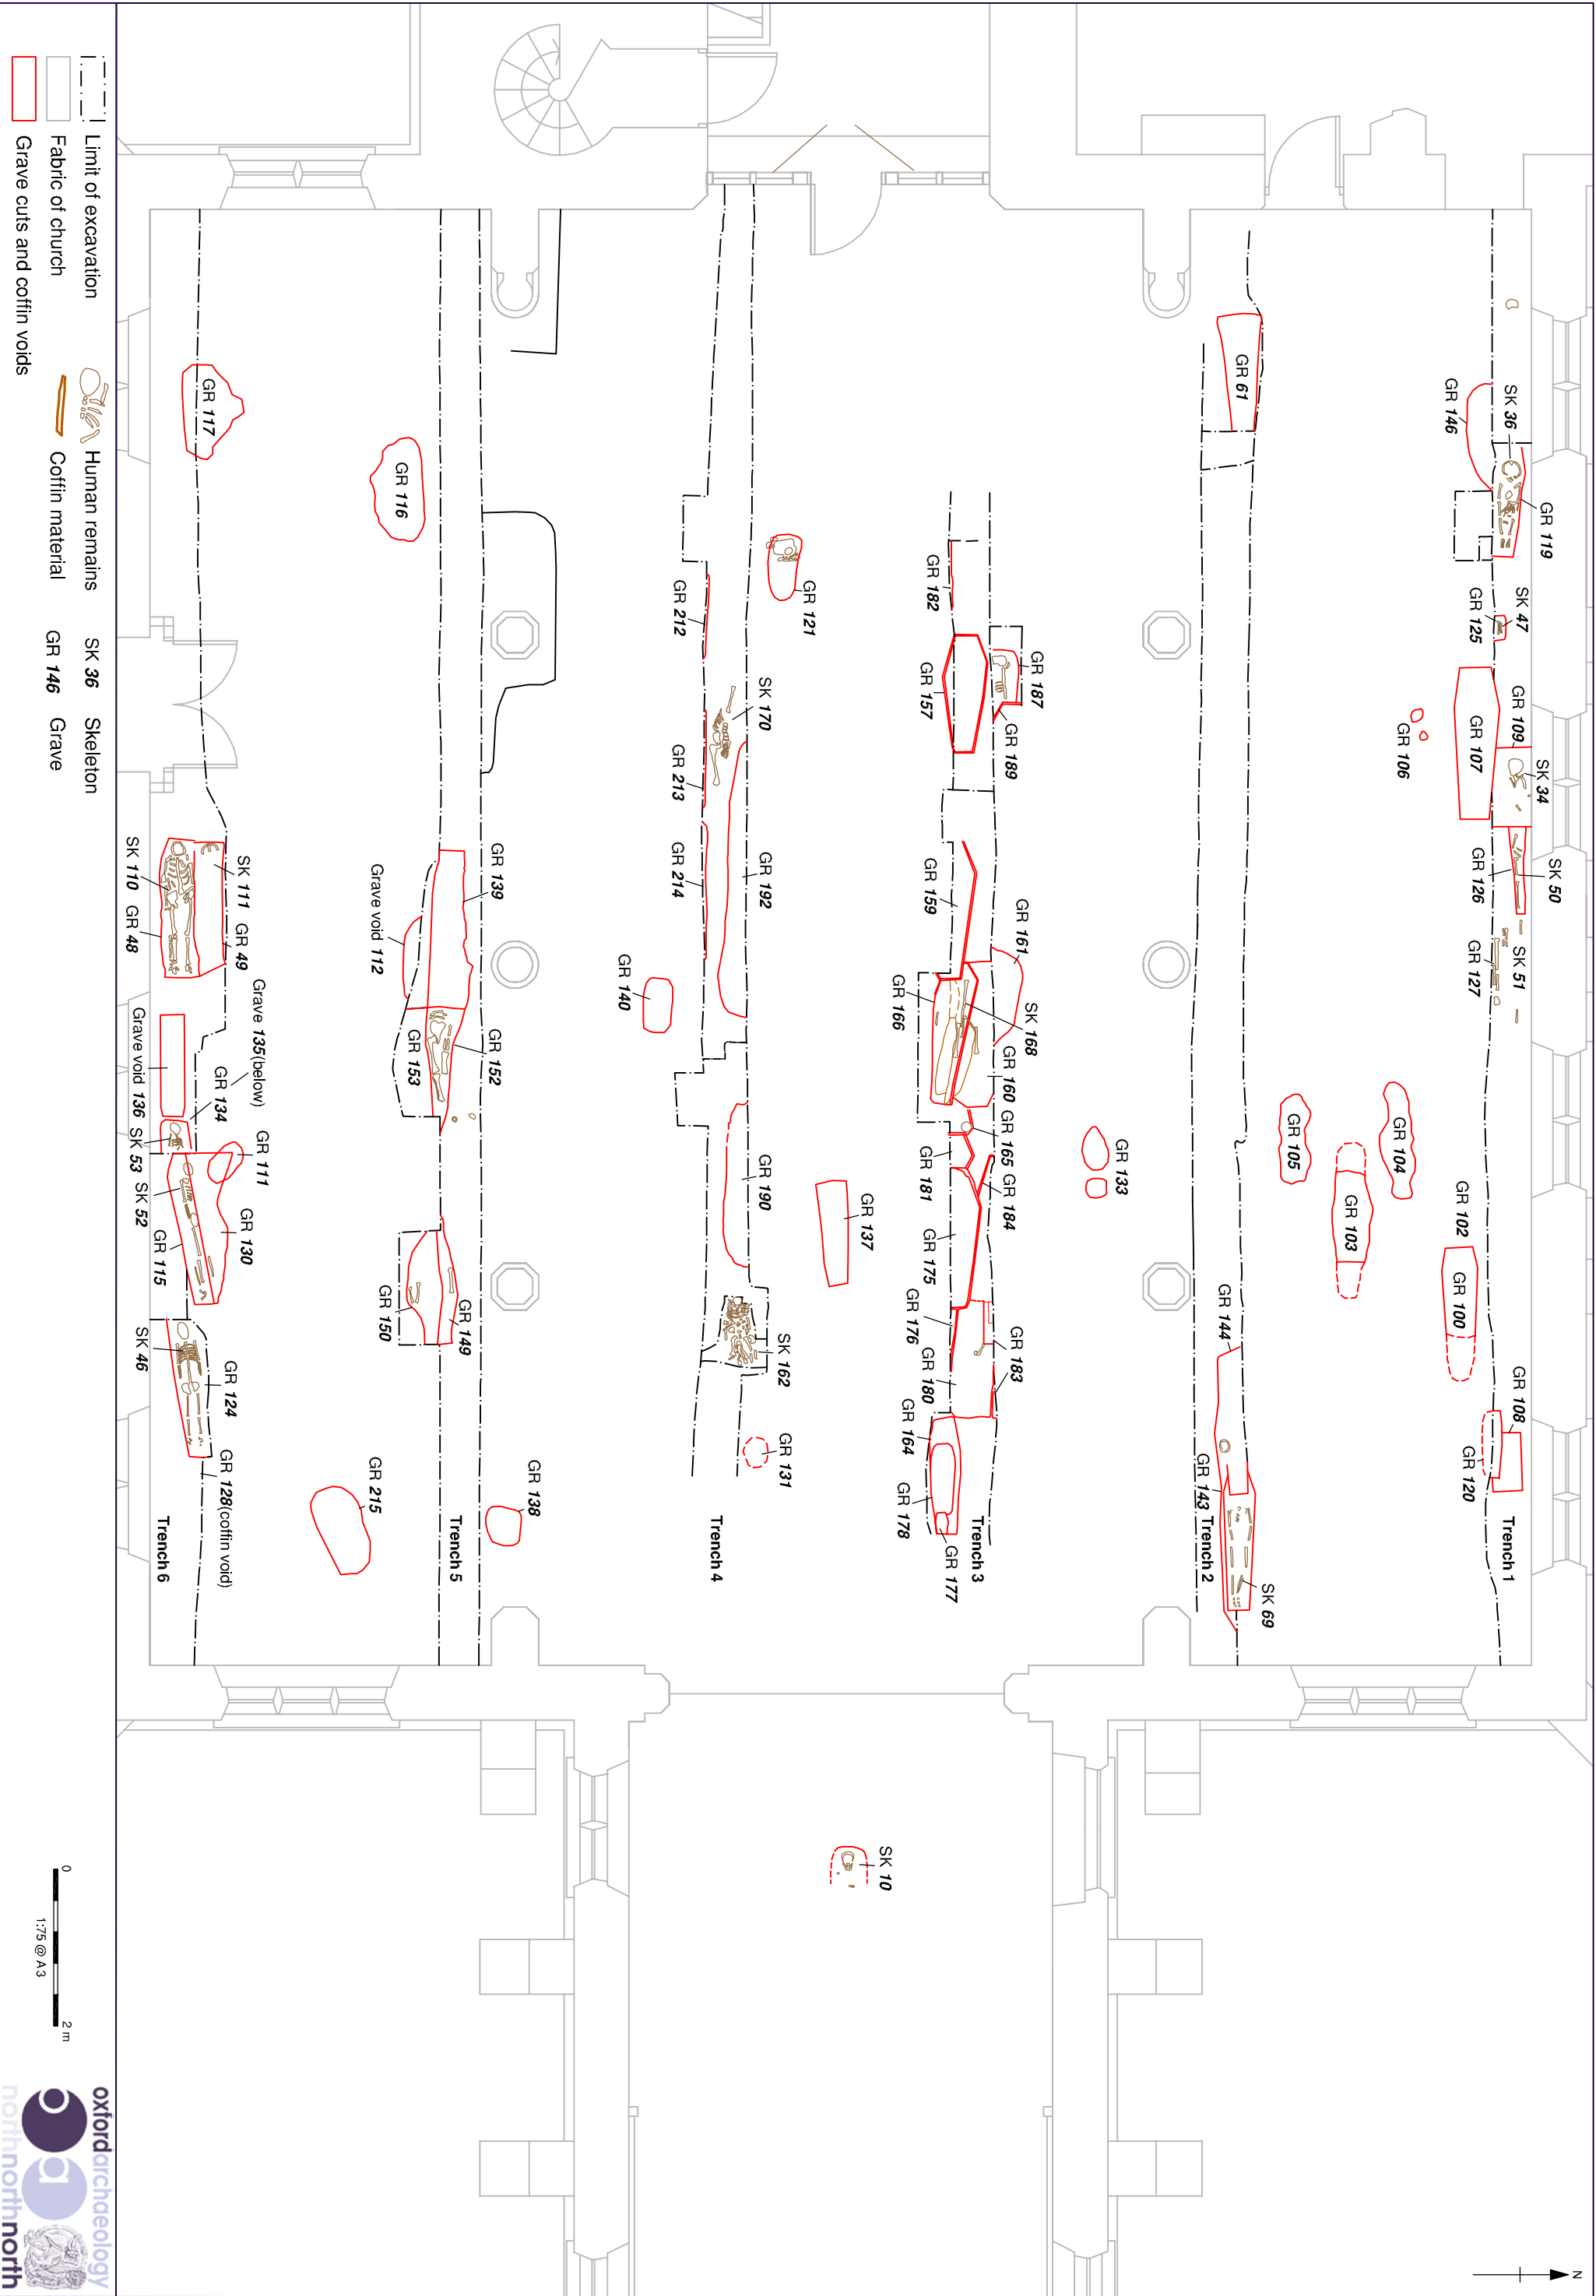 N
SK 36
GR 119
GR 146
SK 47
GR 125
GR 109
SK 34
GR 107
GR 106
SK 50
GR 126
SK 51
GR 127
GR 102
GR 100
GR 108
GR 120
Trench 1
GR 104
GR 103
GR 105
GR 61
GR 144
GR 143
Trench 2
SK 69
GR 133
GR 182
GR 187
GR 157
GR 189
GR 159
GR 161
SK 168
GR 166
GR 160
GR 165
GR 181
GR 184
GR 175
GR 176
GR 183
GR 180
GR 164
GR 178
GR 177
Trench 3
GR 121
GR 137
SK 10
GR 212
SK 170
GR 213
GR 192
GR 214
GR 140
GR 190
SK 162
GR 131
Trench 4
GR 139
Grave void 112
GR 152
GR 153
GR 149
GR 150
GR 138
Trench 5
GR 116
GR 215
GR 117
SK 111
GR 49
SK 110
GR 48
Grave 135(below)
GR 134
Grave void 136
SK 53
GR 111
SK 52
GR 130
GR 115
SK 46
GR 124
GR 128(coffin void)
Trench 6
Limit of excavation
Fabric of church
Grave cuts and coffin voids
Human remains
Coffin material
SK 36 Skeleton
GR 146 Grave
0
2 m
1:75 @ A3
oxfordarchaeology
northnorthnorth